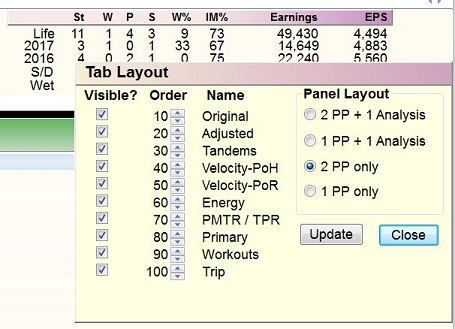 St W P S W% IM% Earnings EPS
Life 11 1 4 3 9 73 49,430 4,494
2017 3 1 0 1 33 67 14,649 4,883
2016 4 0 2 1 0 75 22,240 5,560
S/D
Wet
Tab Layout
Visible? Order Name
10 Original
20 Adjusted
30 Tandems
40 Velocity-PoH
50 Velocity-PoR
60 Energy
70 PMTR / TPR
80 Primary
90 Workouts
100 Trip
Panel Layout
2 PP + 1 Analysis
1 PP + 1 Analysis
2 PP only
1 PP only
Update Close